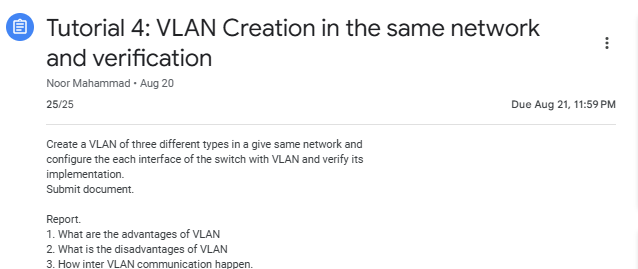 Tutorial 4: VLAN Creation in the same network
and verification
Noor Mahammad • Aug 20
25/25
Due Aug 21, 11:59 PM
Create a VLAN of three different types in a give same network and
configure the each interface of the switch with VLAN and verify its
implementation.
Submit document.
Report.
1. What are the advantages of VLAN
2. What is the disadvantages of VLAN
3. How inter VLAN communication happen.